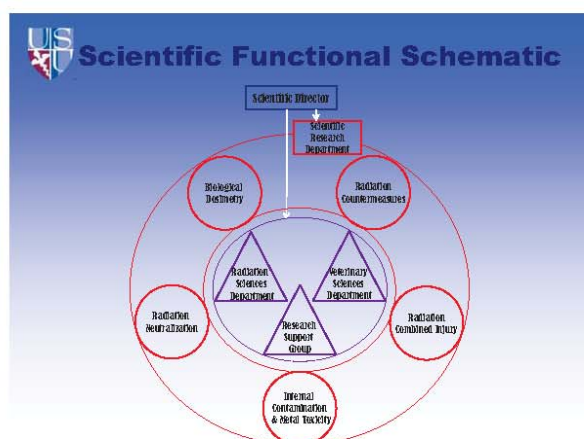 USU
Scientific Functional Schematic
Scientific Director
Scientific
Research
Department
Biological
Dosimetry
Radiation
Countermeasures
Radiation
Sciences
Department
Veterinary
Sciences
Department
Radiation
Neutralization
Research
Support
Group
Radiation
Combined Injury
Internal
Contamination
& Metal Toxicity